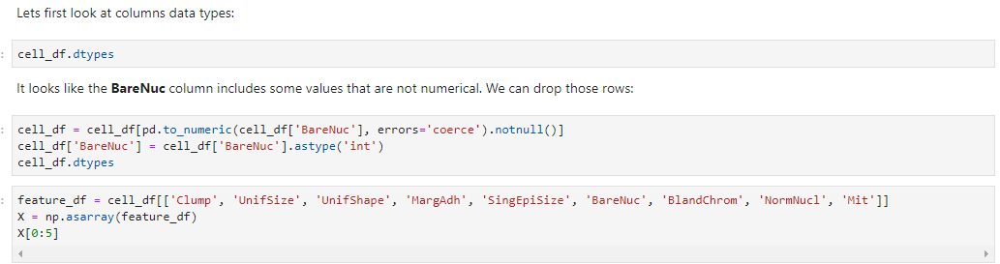 Lets first look at columns data types:
cell_df.dtypes
It looks like the BareNuc column includes some values that are not numerical. We can drop those rows:
cell_df = cell_df[pd.to_numeric(cell_df['BareNuc'], errors='coerce').notnull()]
cell_df['BareNuc'] = cell_df['BareNuc'].astype('int')
cell_df.dtypes
feature_df = cell_df[['Clump', 'UnifSize', 'UnifShape', 'MargAdh', 'SingEpiSize', 'BareNuc', 'BlandChrom', 'NormNucl', 'Mit']]
X = np.asarray(feature_df)
X[0:5]